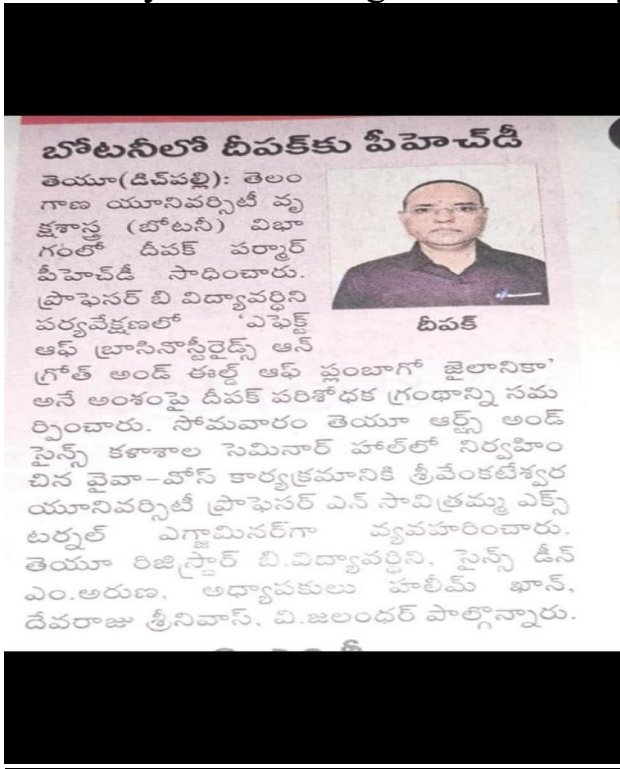 బోటనీలో దీపక్‌కు పీహెచ్‌డీ
తెయూ(డిచ్‌పల్లి): తెలం
గాణ యూనివర్సిటీ వృ
క్షశాస్త్ర (బోటనీ) విభా
గంలో దీపక్ పర్మార్
పీహెచ్‌డీ సాధించారు.
ప్రొఫెసర్ బి విద్యావర్ధిని
పర్యవేక్షణలో ‘ఎఫెక్ట్
ఆఫ్ బ్రాసినొస్టీరైడ్స్ ఆన్
దీపక్
గ్రోత్ అండ్ ఈల్డ్ ఆఫ్ ప్లంబాగో జైలానికా’
అనే అంశంపై దీపక్ పరిశోధక గ్రంథాన్ని సమ
ర్పించారు. సోమవారం తెయూ ఆర్ట్స్ అండ్
సైన్స్ కళాశాల సెమినార్ హాల్‌లో నిర్వహిం
చిన వైవా-వోస్ కార్యక్రమానికి శ్రీవేంకటేశ్వర
యూనివర్సిటీ ప్రొఫెసర్ ఎన్ సావిత్రమ్మ ఎక్స్
టర్నల్ ఎగ్జామినర్‌గా వ్యవహరించారు.
తెయూ రిజిస్ట్రార్ బి.విద్యావర్ధిని, సైన్స్ డీన్
ఎం.అరుణ, అధ్యాపకులు హలీమ్ ఖాన్,
దేవరాజు శ్రీనివాస్, వి.జలంధర్ పాల్గొన్నారు.